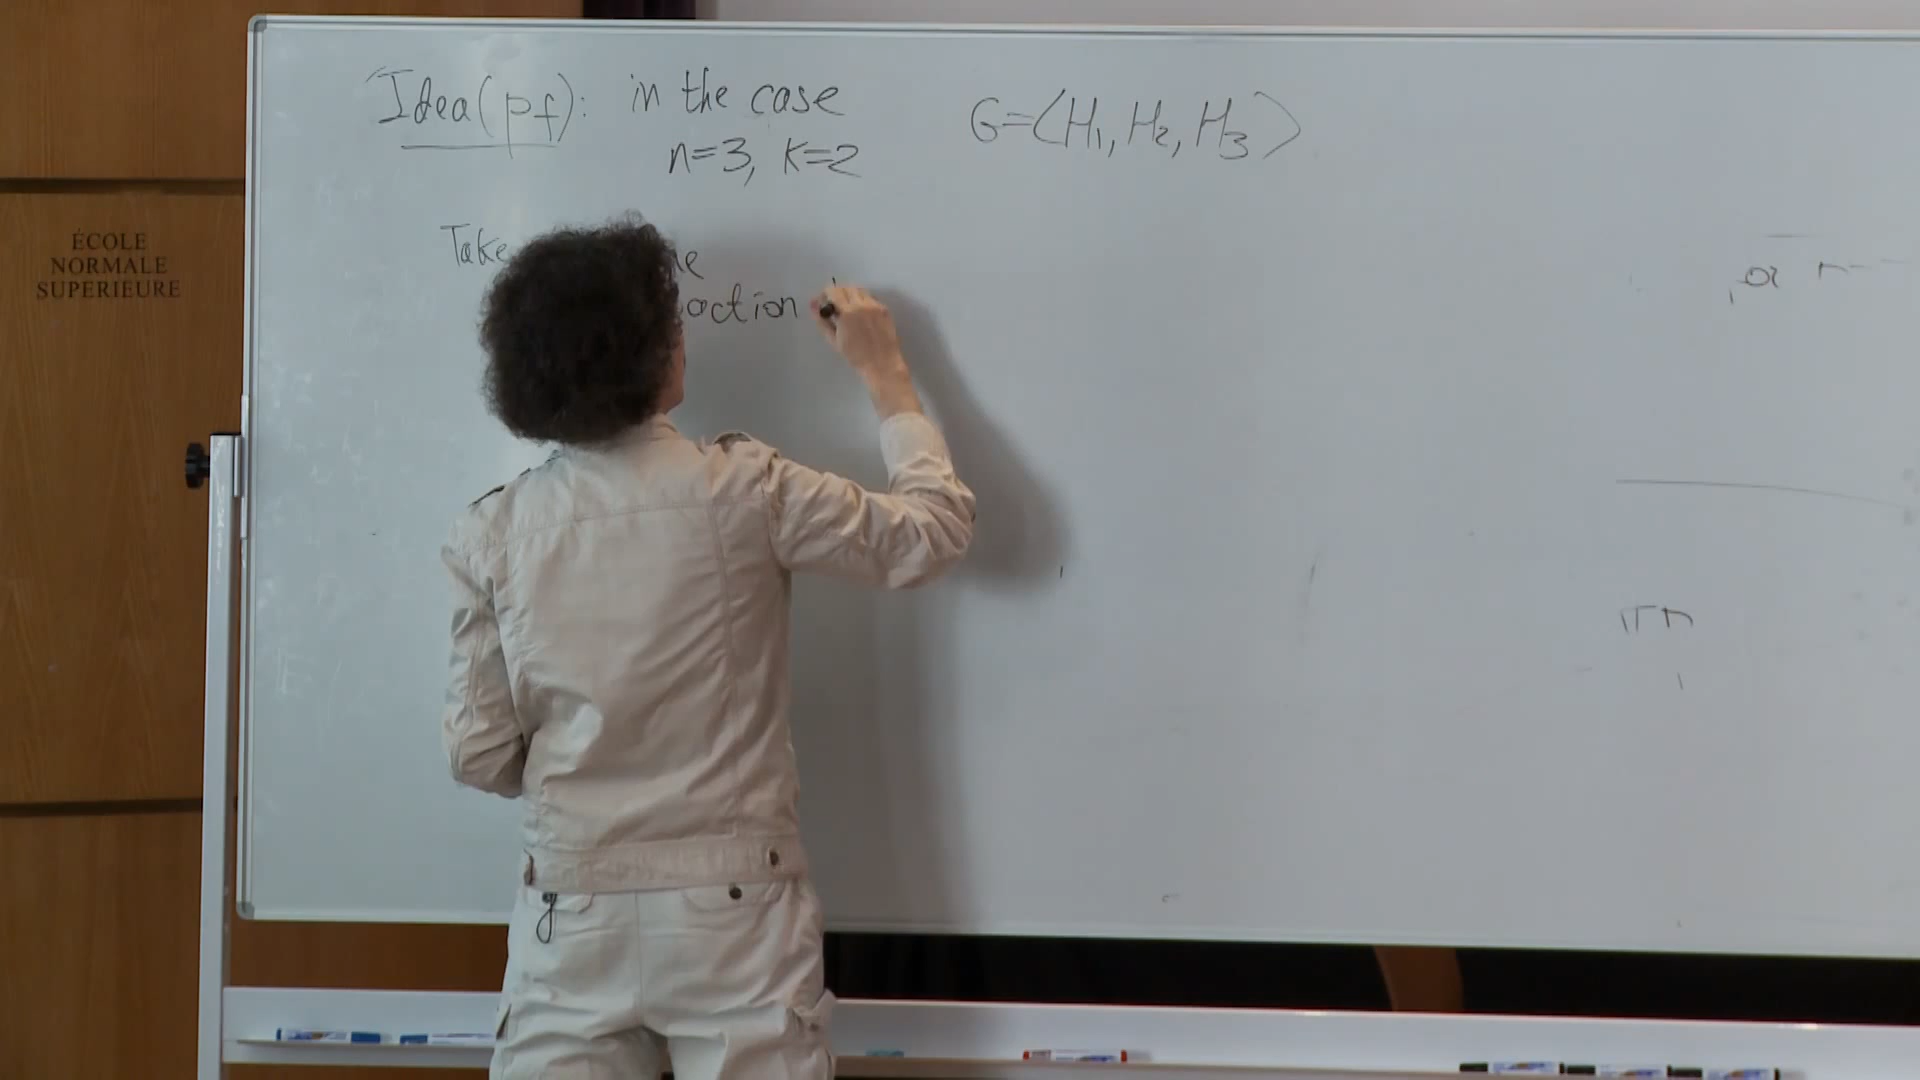 Idea(pf): in the case
n=3, k=2
G=⟨H₁, H₂, H₃⟩
Take
action
ÉCOLE
NORMALE
SUPERIEURE